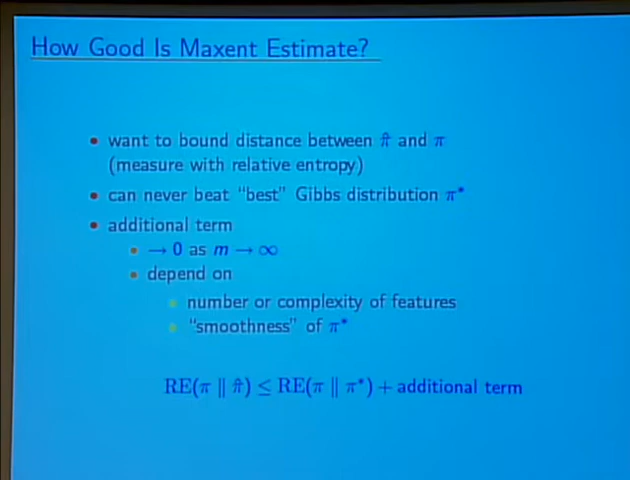 How Good Is Maxent Estimate?
• want to bound distance between π̂ and π
(measure with relative entropy)
• can never beat "best" Gibbs distribution π*
• additional term
• → 0 as m → ∞
• depend on
• number or complexity of features
• "smoothness" of π*
RE(π ∥ π̂) ≤ RE(π ∥ π*) + additional term